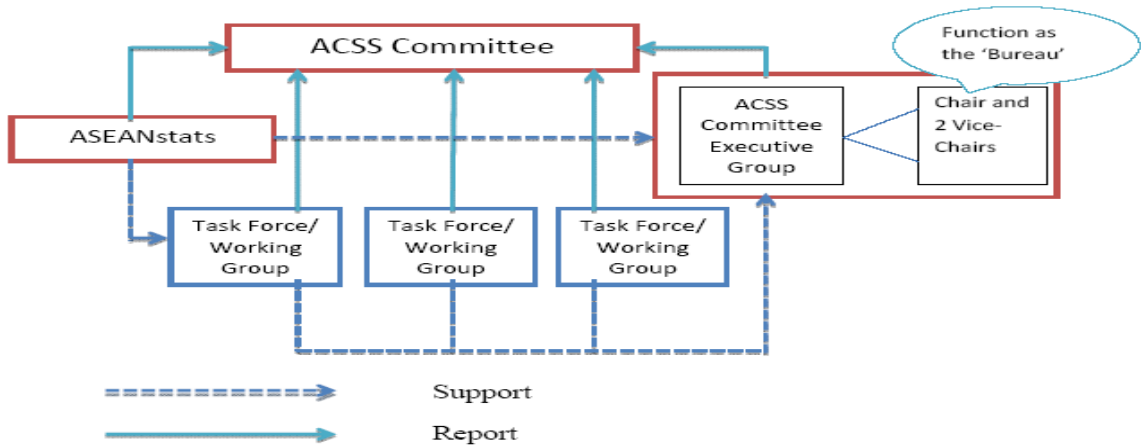 ACSS Committee
Function as
the ‘Bureau’
ASEANstats
ACSS
Committee
Executive
Group
Chair and
2 Vice-
Chairs
Task Force/
Working
Group
Task Force/
Working
Group
Task Force/
Working
Group
Support
Report